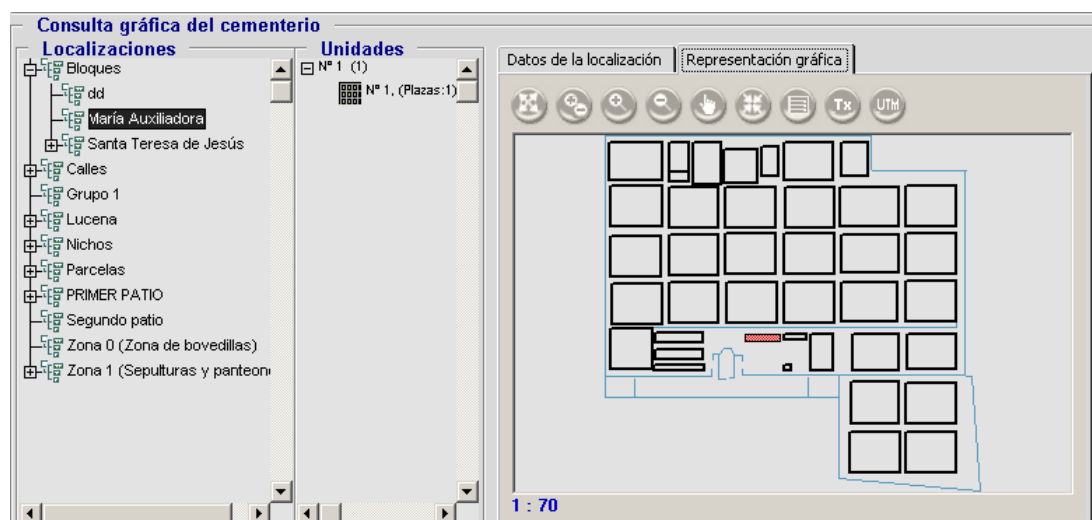 Consulta gráfica del cementerio
Localizaciones
Bloques
dd
María Auxiliadora
Santa Teresa de Jesús
Calles
Grupo 1
Lucena
Nichos
Parcelas
PRIMER PATIO
Segundo patio
Zona 0 (Zona de bovedillas)
Zona 1 (Sepulturas y panteon
Unidades
Nº 1 (1)
Nº 1, (Plazas:1)
Datos de la localización
Representación gráfica
Tx
UTM
1 : 70